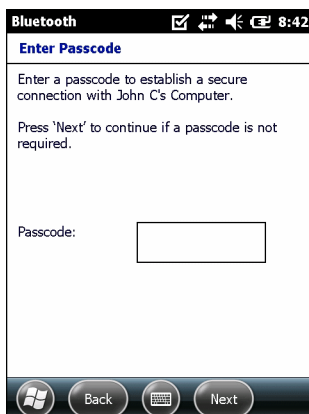 Bluetooth 8:42
Enter Passcode
Enter a passcode to establish a secure
connection with John C's Computer.
Press ‘Next’ to continue if a passcode is not
required.
Passcode:
Back Next